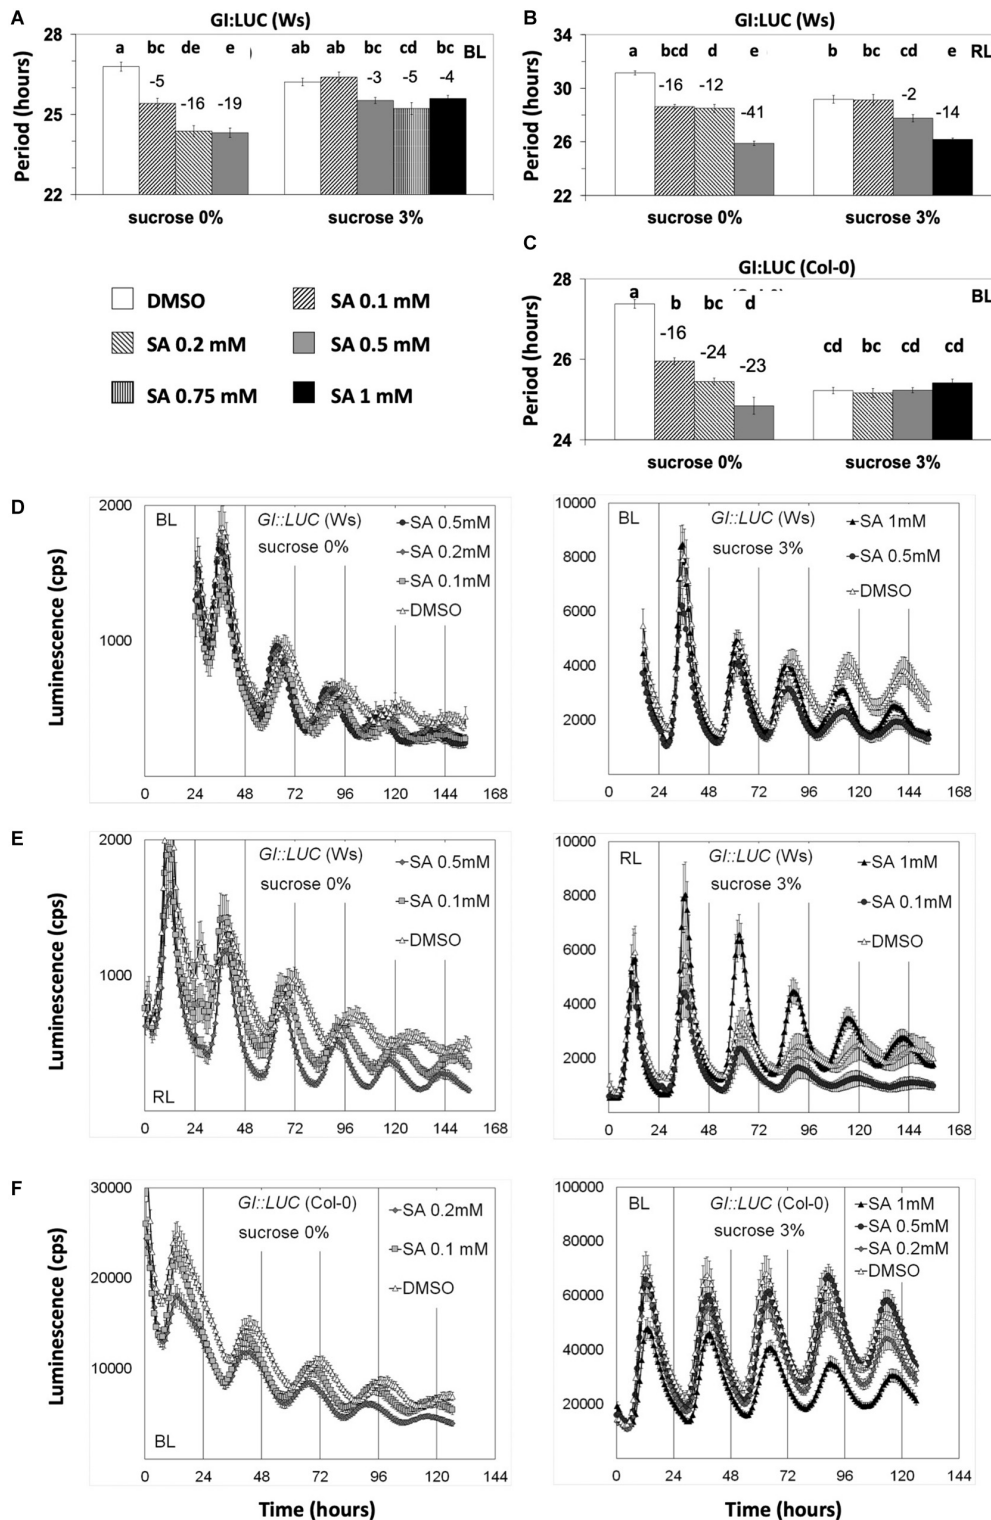 A
GI:LUC (Ws)
Period (hours)
28
25
22
a bc de e ab ab bc cd bc BL
-5 -16 -19 -3 -5 -4
sucrose 0% sucrose 3%
B
GI:LUC (Ws)
Period (hours)
34
30
26
22
a bcd d e b bc cd e RL
-16 -12 -41 -2 -14
sucrose 0% sucrose 3%
DMSO
SA 0.1 mM
SA 0.2 mM
SA 0.5 mM
SA 0.75 mM
SA 1 mM
C
GI:LUC (Col-0)
Period (hours)
28
26
24
a b bc d cd bc cd cd BL
-16 -24 -23
sucrose 0% sucrose 3%
D
Luminescence (cps)
2000
1000
BL
GI::LUC (Ws)
sucrose 0%
SA 0.5mM
SA 0.2mM
SA 0.1mM
DMSO
0 24 48 72 96 120 144 168
10000
8000
6000
4000
2000
0
BL
GI::LUC (Ws)
sucrose 3%
SA 1mM
SA 0.5mM
DMSO
0 24 48 72 96 120 144 168
E
Luminescence (cps)
2000
1000
RL
GI::LUC (Ws)
sucrose 0%
SA 0.5mM
SA 0.1mM
DMSO
0 24 48 72 96 120 144 168
10000
8000
6000
4000
2000
0
RL
GI::LUC (Ws)
sucrose 3%
SA 1mM
SA 0.1mM
DMSO
0 24 48 72 96 120 144 168
F
Luminescence (cps)
30000
20000
10000
0
BL
GI::LUC (Col-0)
sucrose 0%
SA 0.2mM
SA 0.1 mM
DMSO
0 24 48 72 96 120 144
Time (hours)
100000
80000
60000
40000
20000
0
BL
GI::LUC (Col-0)
sucrose 3%
SA 1mM
SA 0.5mM
SA 0.2mM
DMSO
0 24 48 72 96 120 144
Time (hours)